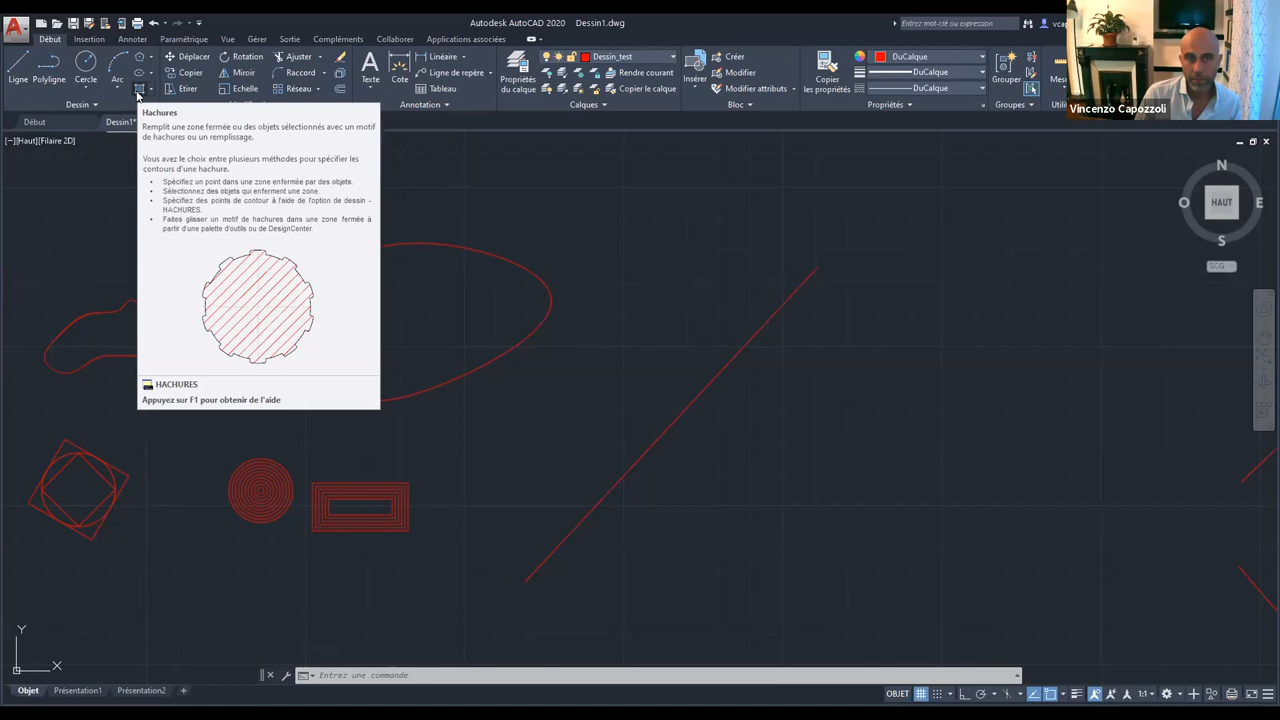 Autodesk AutoCAD 2020 Dessin1.dwg
Entrez mot-clé ou expression
Début Insérer Annoter Paramétrique Vue Gérer Sortie Compléments Collaborer Applications associées
Ligne
Polyligne
Cercle
Arc
Déplacer
Copier
Etirer
Rotation
Miroir
Echelle
Ajuster
Raccord
Réseau
Texte
Cote
Linéaire
Ligne de repère
Tableau
Propriétés
du calque
Dessin_test
Rendre courant
Copier le calque
Insérer
Créer
Modifier
Modifier attributs
Copier
les propriétés
DuCalque
DuCalque
DuCalque
Grouper
Dessin
Annotation
Calques
Bloc
Propriétés
Groupes
Vincenzo Capozzoli
Début
Dessin1*
[−][Haut][Filaire 2D]
Hachures
Remplit une zone fermée ou des objets sélectionnés avec un motif
de hachures ou un remplissage.
Vous avez le choix entre plusieurs méthodes pour spécifier les
contours d'une hachure.
• Spécifiez un point dans une zone enfermée par des objets.
• Sélectionnez des objets qui enferment une zone.
• Spécifiez des points de contour à l'aide de l'option de dessin -
HACHURES.
• Faites glisser un motif de hachures dans une zone fermée à
partir d'une palette d'outils ou de DesignCenter.
HACHURES
Appuyez sur F1 pour obtenir de l'aide
N
O
HAUT
E
S
SCG
Y
X
Entrez une commande
Objet Présentation1 Présentation2 +
OBJET
1:1